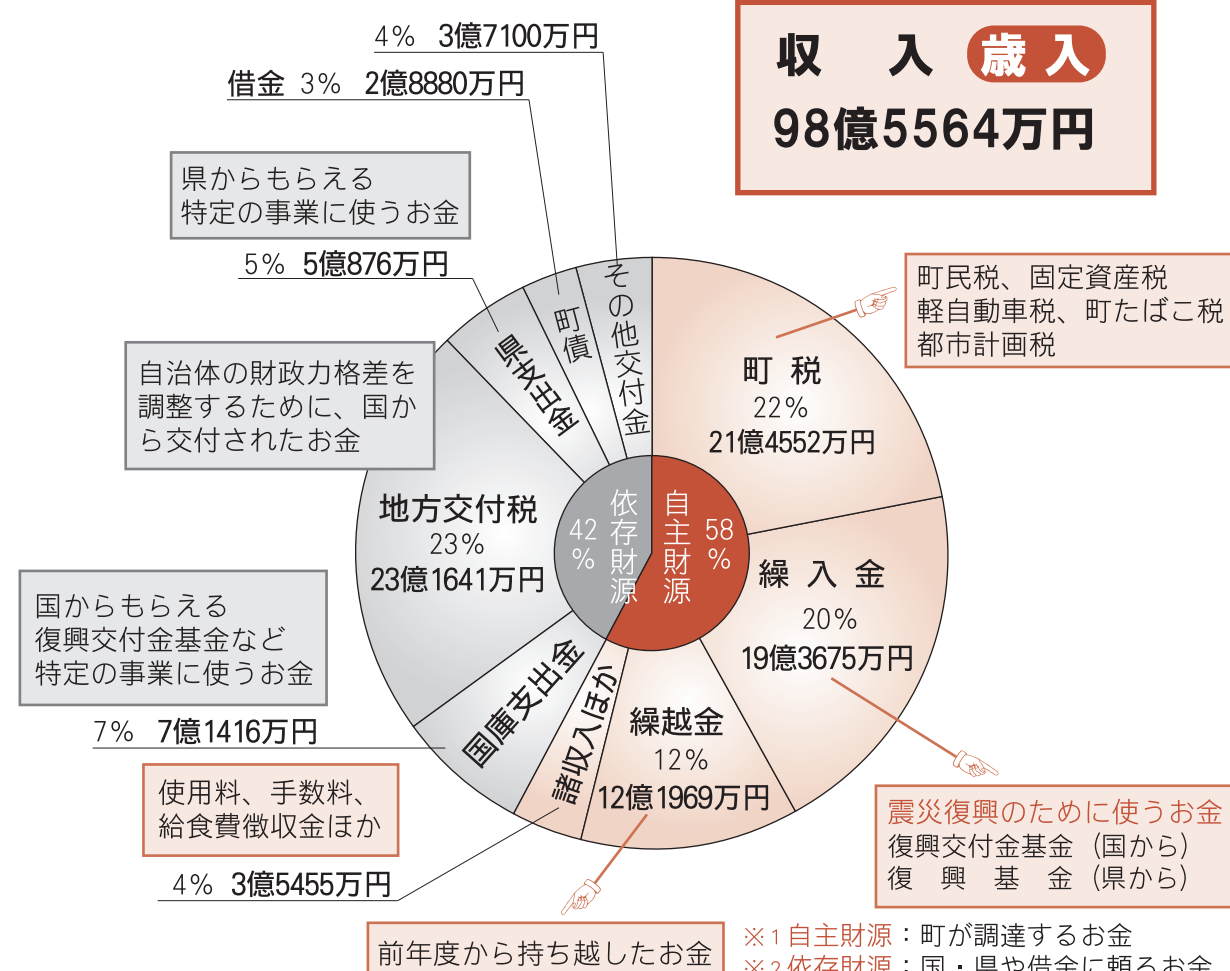 収 入 歳 入
98億5564万円
4% 3億7100万円
借金 3% 2億8880万円
県からもらえる
特定の事業に使うお金
5% 5億876万円
自治体の財政力格差を
調整するために、国か
ら交付されたお金
国からもらえる
復興交付金基金など
特定の事業に使うお金
7% 7億1416万円
使用料、手数料、
給食費徴収金ほか
4% 3億5455万円
前年度から持ち越したお金
町民税、固定資産税
軽自動車税、町たばこ税
都市計画税
震災復興のために使うお金
復興交付金基金（国から）
復 興 基 金（県から）
町 税
22%
21億4552万円
繰 入 金
20%
19億3675万円
繰越金
12%
12億1969万円
諸収入ほか
国庫支出金
地方交付税
23%
23億1641万円
県支出金
町債
その他交付金
自主財源
58
%
依存財源
42
%
※1 自主財源：町が調達するお金
※2 依存財源：国・県や借金に頼るお金